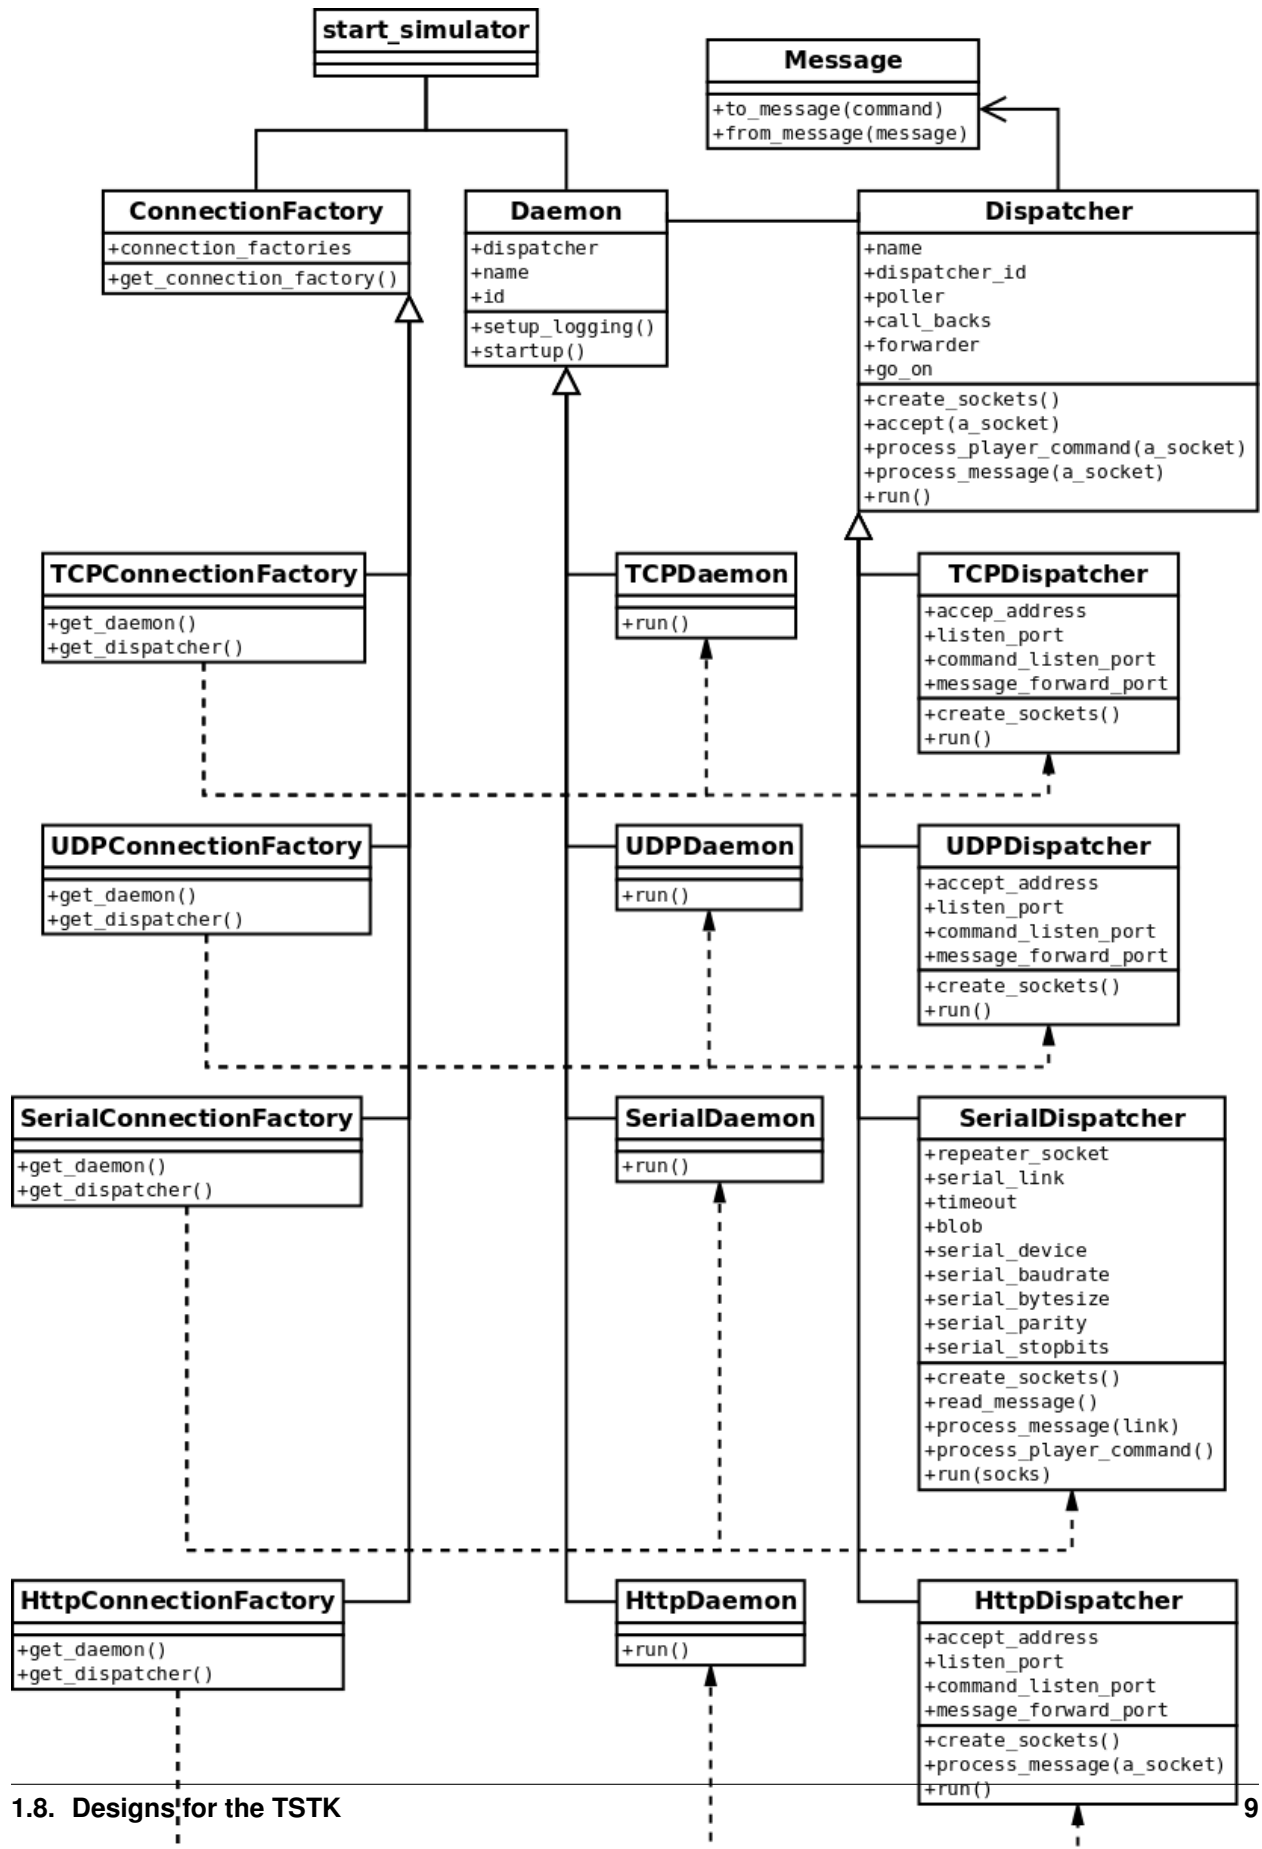 start_simulator
Message
+to_message(command)
+from_message(message)
ConnectionFactory
+connection_factories
+get_connection_factory()
Daemon
+dispatcher
+name
+id
+setup_logging()
+startup()
Dispatcher
+name
+dispatcher_id
+poller
+call_backs
+forwarder
+go_on
+create_sockets()
+accept(a_socket)
+process_player_command(a_socket)
+process_message(a_socket)
+run()
TCPConnectionFactory
+get_daemon()
+get_dispatcher()
TCPDaemon
+run()
TCPDispatcher
+accep_address
+listen_port
+command_listen_port
+message_forward_port
+create_sockets()
+run()
UDPConnectionFactory
+get_daemon()
+get_dispatcher()
UDPDaemon
+run()
UDPDispatcher
+accept_address
+listen_port
+command_listen_port
+message_forward_port
+create_sockets()
+run()
SerialConnectionFactory
+get_daemon()
+get_dispatcher()
SerialDaemon
+run()
SerialDispatcher
+repeater_socket
+serial_link
+timeout
+blob
+serial_device
+serial_baudrate
+serial_bytesize
+serial_parity
+serial_stopbits
+create_sockets()
+read_message()
+process_message(link)
+process_player_command()
+run(socks)
HttpConnectionFactory
+get_daemon()
+get_dispatcher()
HttpDaemon
+run()
HttpDispatcher
+accept_address
+listen_port
+command_listen_port
+message_forward_port
+create_sockets()
+process_message(a_socket)
+run()
1.8. Designs for the TSTK 9